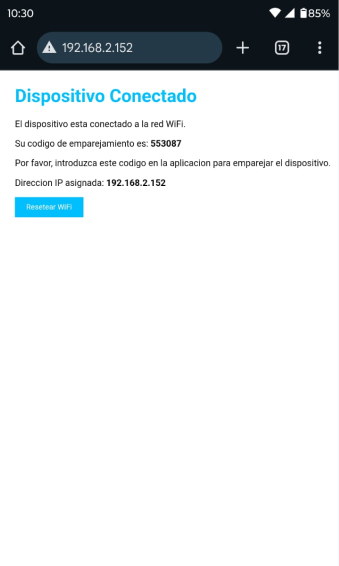 10:30
85%
192.168.2.152
17
Dispositivo Conectado
El dispositivo esta conectado a la red WiFi.
Su codigo de emparejamiento es: 553087
Por favor, introduzca este codigo en la aplicacion para emparejar el dispositivo.
Direccion IP asignada: 192.168.2.152
Resetear WiFi